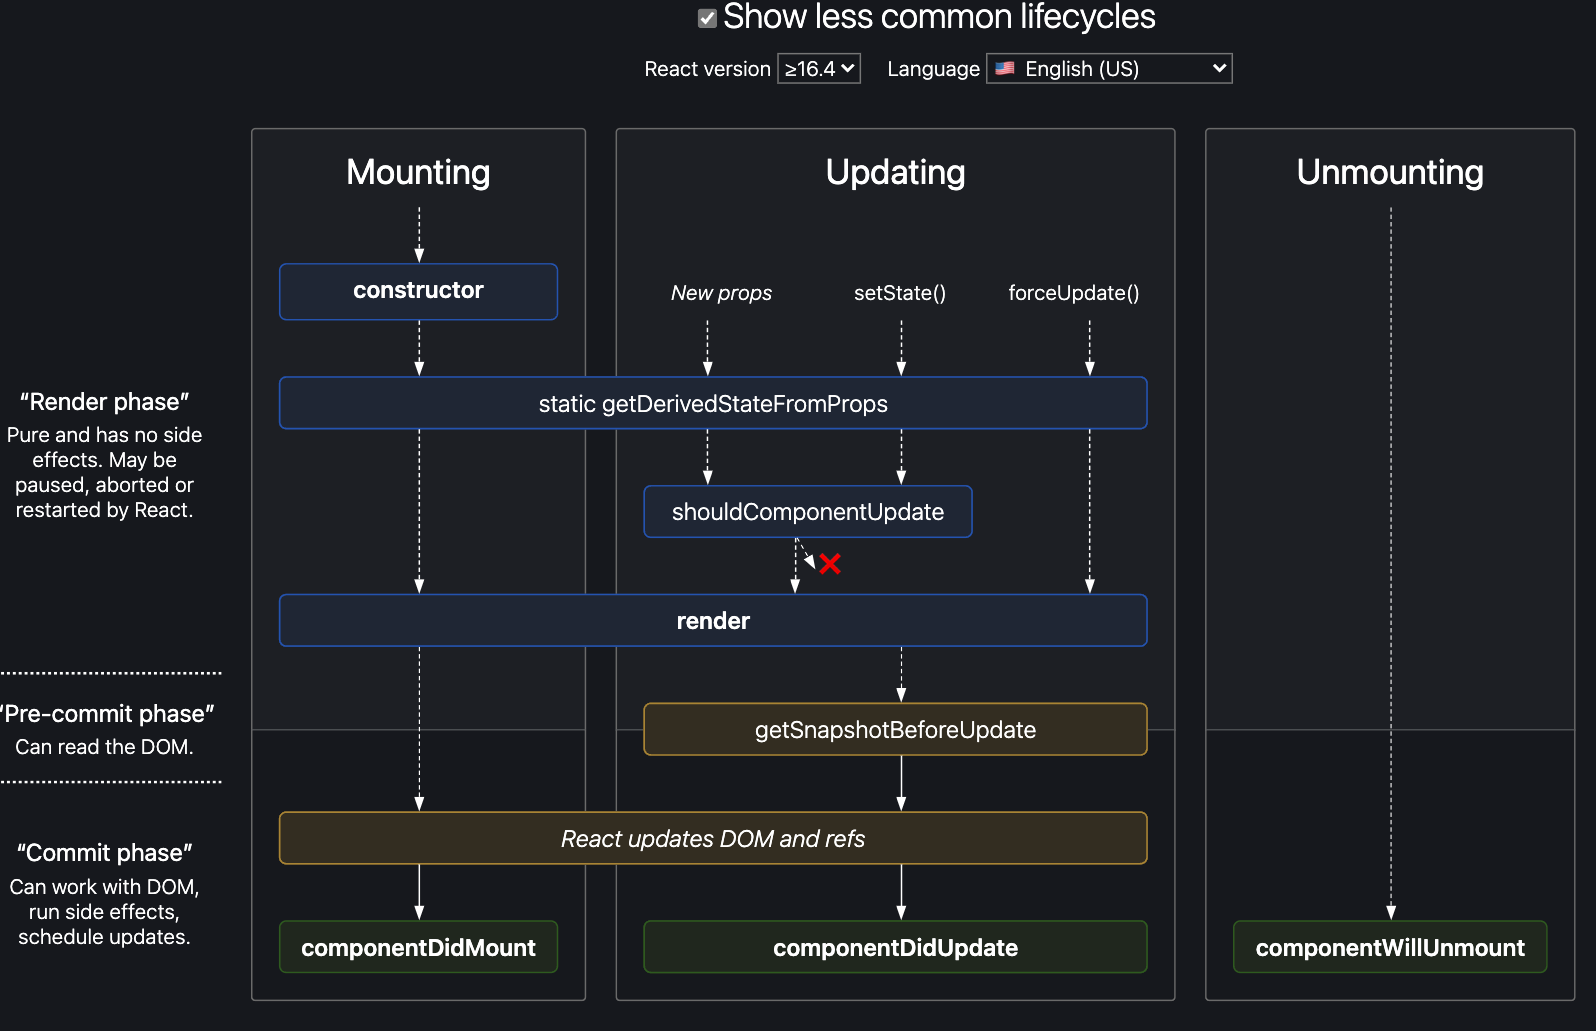 Show less common lifecycles
React version ≥16.4 Language 🇺🇸 English (US)
Mounting
Updating
Unmounting
constructor
New props
setState()
forceUpdate()
“Render phase”
Pure and has no side
effects. May be
paused, aborted or
restarted by React.
static getDerivedStateFromProps
shouldComponentUpdate
render
“Pre-commit phase”
Can read the DOM.
getSnapshotBeforeUpdate
“Commit phase”
Can work with DOM,
run side effects,
schedule updates.
React updates DOM and refs
componentDidMount
componentDidUpdate
componentWillUnmount